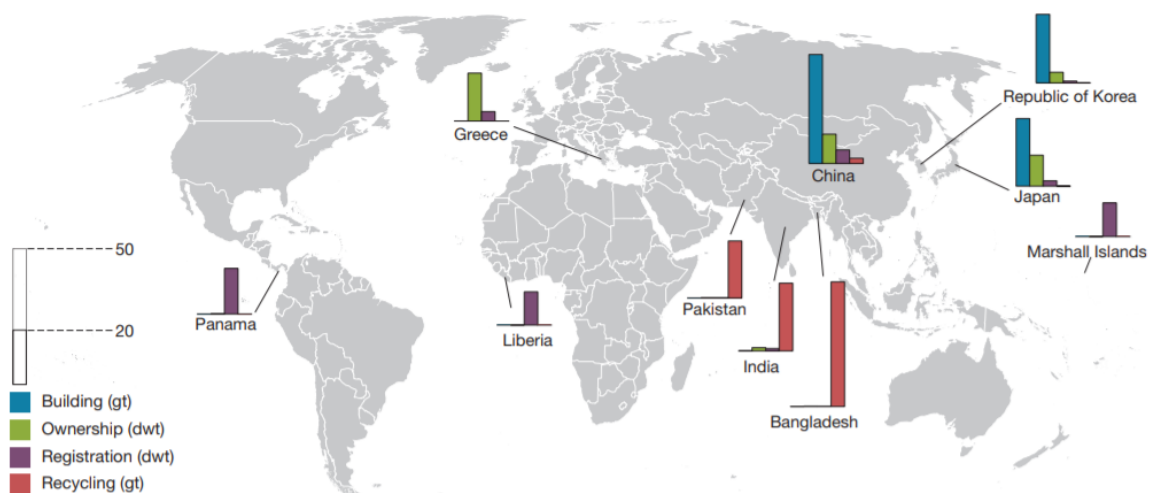 Republic of Korea
Greece
China
Japan
Marshall Islands
50
Panama
20
Liberia
Pakistan
India
Bangladesh
Building (gt)
Ownership (dwt)
Registration (dwt)
Recycling (gt)